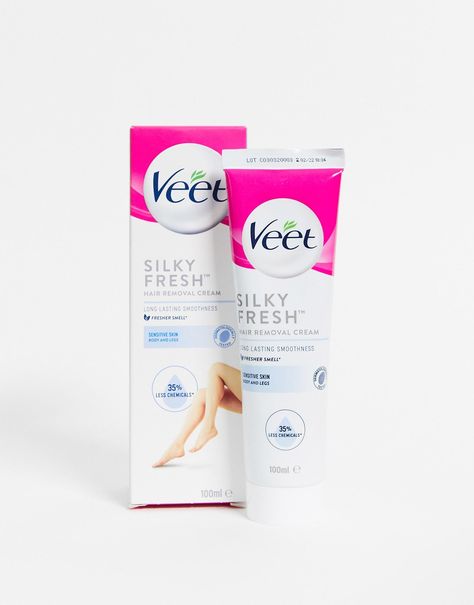 Veet
SILKY
FRESH™
HAIR REMOVAL CREAM
LONG-LASTING SMOOTHNESS
FRESHER SMELL*
SENSITIVE SKIN
BODY AND LEGS
35%
LESS CHEMICALS*
100ml e
Veet
SILKY
FRESH™
HAIR REMOVAL CREAM
LONG LASTING SMOOTHNESS
FRESHER SMELL*
SENSITIVE SKIN
BODY AND LEGS
35%
LESS CHEMICALS*
100ml e